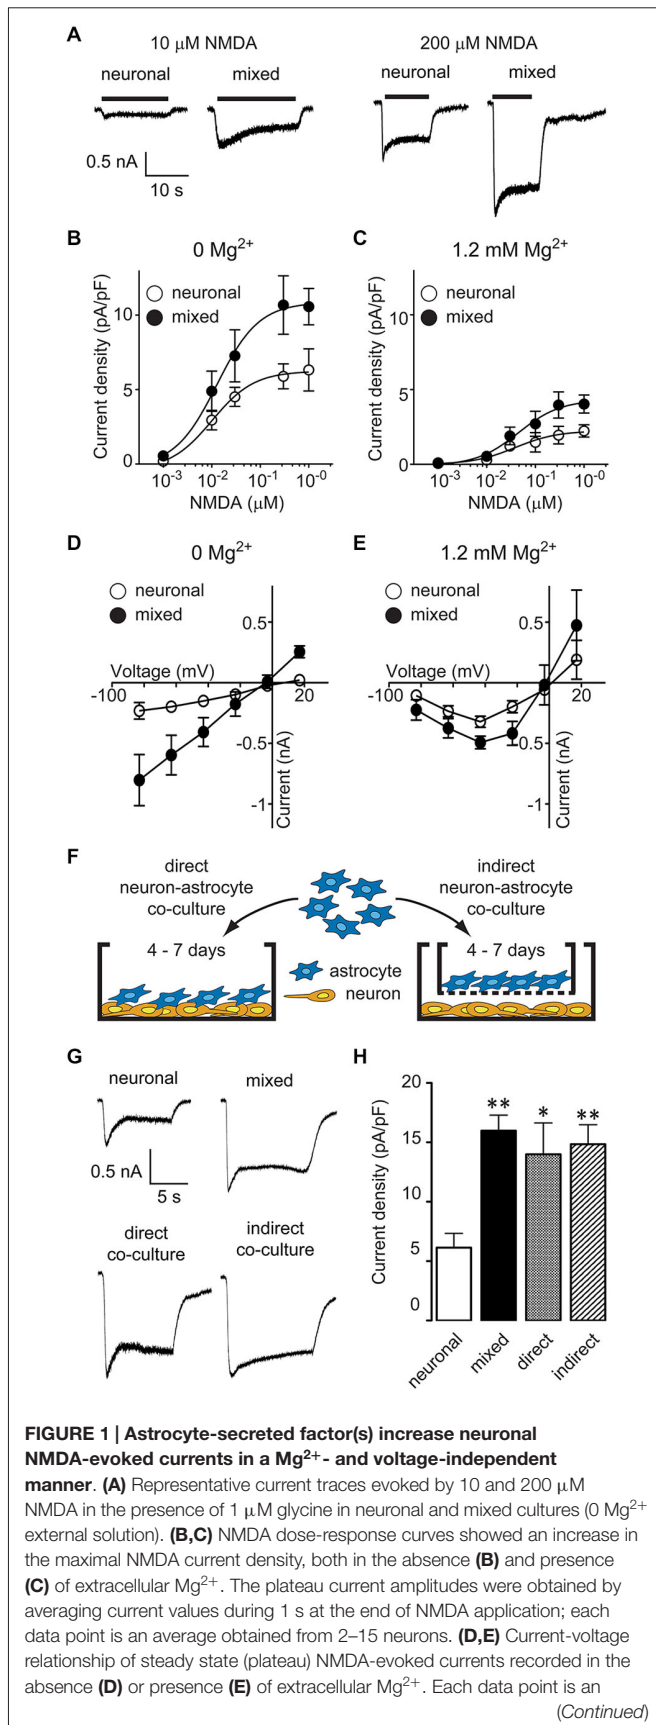 A
10 µM NMDA
200 µM NMDA
neuronal
mixed
neuronal
mixed
0.5 nA
10 s
B
0 Mg²⁺
Current density (pA/pF)
neuronal
mixed
10
5
0
10⁻³ 10⁻² 10⁻¹ 10⁻⁰
NMDA (µM)
C
1.2 mM Mg²⁺
Current density (pA/pF)
neuronal
mixed
10
5
0
10⁻³ 10⁻² 10⁻¹ 10⁻⁰
NMDA (µM)
D
0 Mg²⁺
neuronal
mixed
0.5
Voltage (mV)
-100
20
-0.5
-1
Current (nA)
E
1.2 mM Mg²⁺
neuronal
mixed
0.5
Voltage (mV)
-100
20
-0.5
-1
Current (nA)
F
direct
neuron-astrocyte
co-culture
indirect
neuron-astrocyte
co-culture
4 - 7 days
4 - 7 days
astrocyte
neuron
G
neuronal
mixed
0.5 nA
5 s
direct
co-culture
indirect
co-culture
H
Current density (pA/pF)
20
15
10
5
0
**
*
**
neuronal
mixed
direct
indirect
FIGURE 1 | Astrocyte-secreted factor(s) increase neuronal
NMDA-evoked currents in a Mg²⁺- and voltage-independent
manner. (A) Representative current traces evoked by 10 and 200 µM
NMDA in the presence of 1 µM glycine in neuronal and mixed cultures (0 Mg²⁺
external solution). (B,C) NMDA dose-response curves showed an increase in
the maximal NMDA current density, both in the absence (B) and presence
(C) of extracellular Mg²⁺. The plateau current amplitudes were obtained by
averaging current values during 1 s at the end of NMDA application; each
data point is an average obtained from 2–15 neurons. (D,E) Current-voltage
relationship of steady state (plateau) NMDA-evoked currents recorded in the
absence (D) or presence (E) of extracellular Mg²⁺. Each data point is an
(Continued)